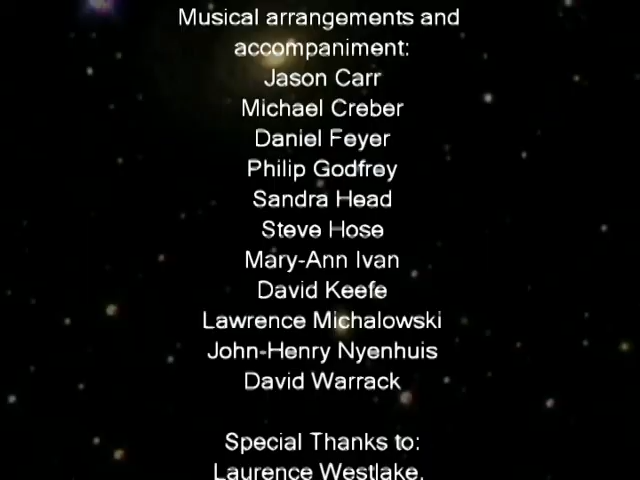 Musical arrangements and
accompaniment:
Jason Carr
Michael Creber
Daniel Feyer
Philip Godfrey
Sandra Head
Steve Hose
Mary-Ann Ivan
David Keefe
Lawrence Michalowski
John-Henry Nyenhuis
David Warrack
Special Thanks to:
Laurence Westlake,